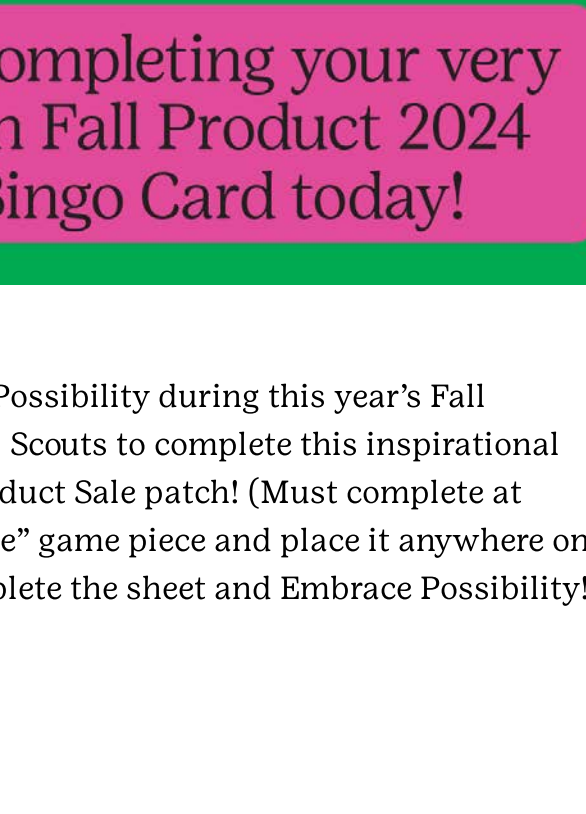 ompleting your very
n Fall Product 2024
Bingo Card today!
Possibility during this year’s Fall
Scouts to complete this inspirational
duct Sale patch! (Must complete at
e” game piece and place it anywhere on
plete the sheet and Embrace Possibility!